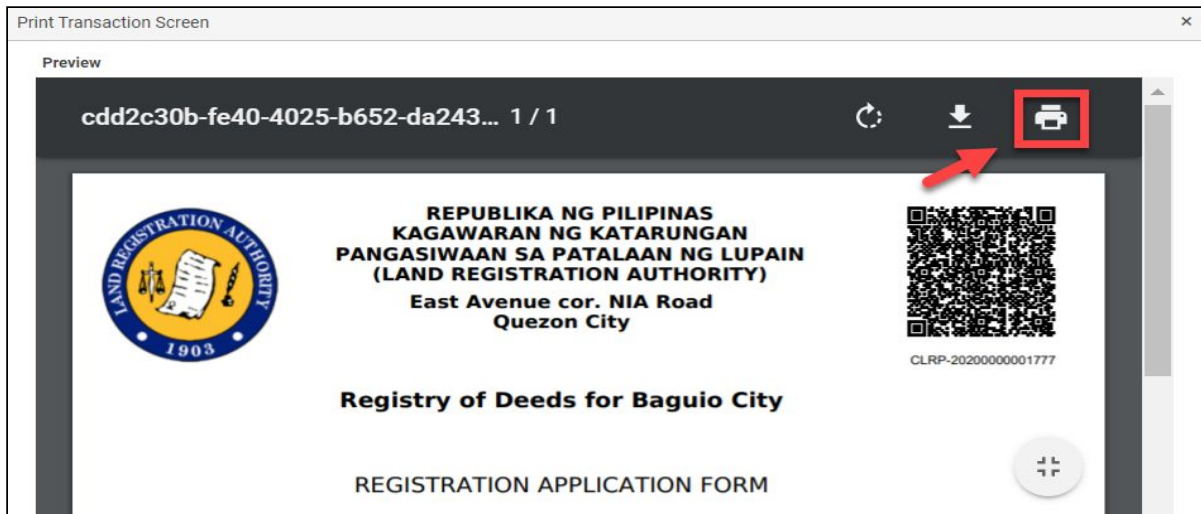 Print Transaction Screen
Preview
cdd2c30b-fe40-4025-b652-da243... 1 / 1
LAND REGISTRATION AUTHORITY
1903
REPUBLIKA NG PILIPINAS
KAGAWARAN NG KATARUNGAN
PANGASIWAAN SA PATALAAN NG LUPAIN
(LAND REGISTRATION AUTHORITY)
East Avenue cor. NIA Road
Quezon City
CLRP-20200000001777
Registry of Deeds for Baguio City
REGISTRATION APPLICATION FORM